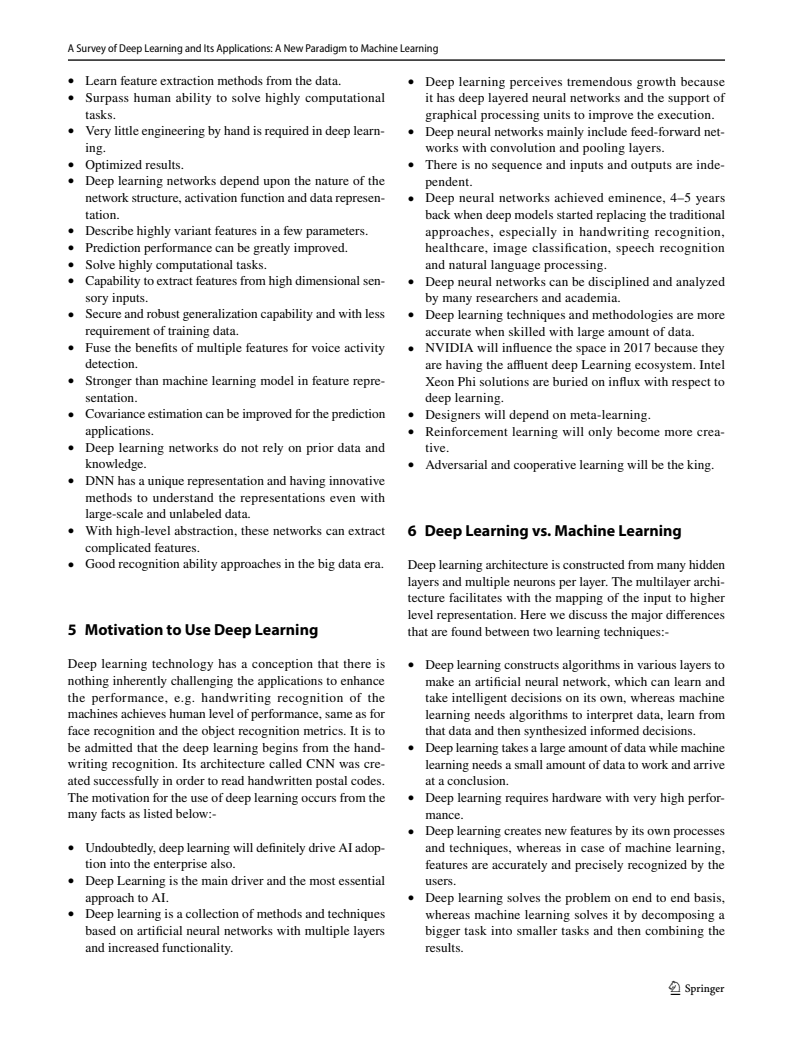 A Survey of Deep Learning and Its Applications: A New Paradigm to Machine Learning
• Learn feature extraction methods from the data.
• Surpass human ability to solve highly computational
tasks.
• Very little engineering by hand is required in deep learn-
ing.
• Optimized results.
• Deep learning networks depend upon the nature of the
network structure, activation function and data represen-
tation.
• Describe highly variant features in a few parameters.
• Prediction performance can be greatly improved.
• Solve highly computational tasks.
• Capability to extract features from high dimensional sen-
sory inputs.
• Secure and robust generalization capability and with less
requirement of training data.
• Fuse the benefits of multiple features for voice activity
detection.
• Stronger than machine learning model in feature repre-
sentation.
• Covariance estimation can be improved for the prediction
applications.
• Deep learning networks do not rely on prior data and
knowledge.
• DNN has a unique representation and having innovative
methods to understand the representations even with
large-scale and unlabeled data.
• With high-level abstraction, these networks can extract
complicated features.
• Good recognition ability approaches in the big data era.
5 Motivation to Use Deep Learning
Deep learning technology has a conception that there is
nothing inherently challenging the applications to enhance
the performance, e.g. handwriting recognition of the
machines achieves human level of performance, same as for
face recognition and the object recognition metrics. It is to
be admitted that the deep learning begins from the hand-
writing recognition. Its architecture called CNN was cre-
ated successfully in order to read handwritten postal codes.
The motivation for the use of deep learning occurs from the
many facts as listed below:-
• Undoubtedly, deep learning will definitely drive AI adop-
tion into the enterprise also.
• Deep Learning is the main driver and the most essential
approach to AI.
• Deep learning is a collection of methods and techniques
based on artificial neural networks with multiple layers
and increased functionality.
• Deep learning perceives tremendous growth because
it has deep layered neural networks and the support of
graphical processing units to improve the execution.
• Deep neural networks mainly include feed-forward net-
works with convolution and pooling layers.
• There is no sequence and inputs and outputs are inde-
pendent.
• Deep neural networks achieved eminence, 4–5 years
back when deep models started replacing the traditional
approaches, especially in handwriting recognition,
healthcare, image classification, speech recognition
and natural language processing.
• Deep neural networks can be disciplined and analyzed
by many researchers and academia.
• Deep learning techniques and methodologies are more
accurate when skilled with large amount of data.
• NVIDIA will influence the space in 2017 because they
are having the affluent deep Learning ecosystem. Intel
Xeon Phi solutions are buried on influx with respect to
deep learning.
• Designers will depend on meta-learning.
• Reinforcement learning will only become more crea-
tive.
• Adversarial and cooperative learning will be the king.
6 Deep Learning vs. Machine Learning
Deep learning architecture is constructed from many hidden
layers and multiple neurons per layer. The multilayer archi-
tecture facilitates with the mapping of the input to higher
level representation. Here we discuss the major differences
that are found between two learning techniques:-
• Deep learning constructs algorithms in various layers to
make an artificial neural network, which can learn and
take intelligent decisions on its own, whereas machine
learning needs algorithms to interpret data, learn from
that data and then synthesized informed decisions.
• Deep learning takes a large amount of data while machine
learning needs a small amount of data to work and arrive
at a conclusion.
• Deep learning requires hardware with very high perfor-
mance.
• Deep learning creates new features by its own processes
and techniques, whereas in case of machine learning,
features are accurately and precisely recognized by the
users.
• Deep learning solves the problem on end to end basis,
whereas machine learning solves it by decomposing a
bigger task into smaller tasks and then combining the
results.
Springer